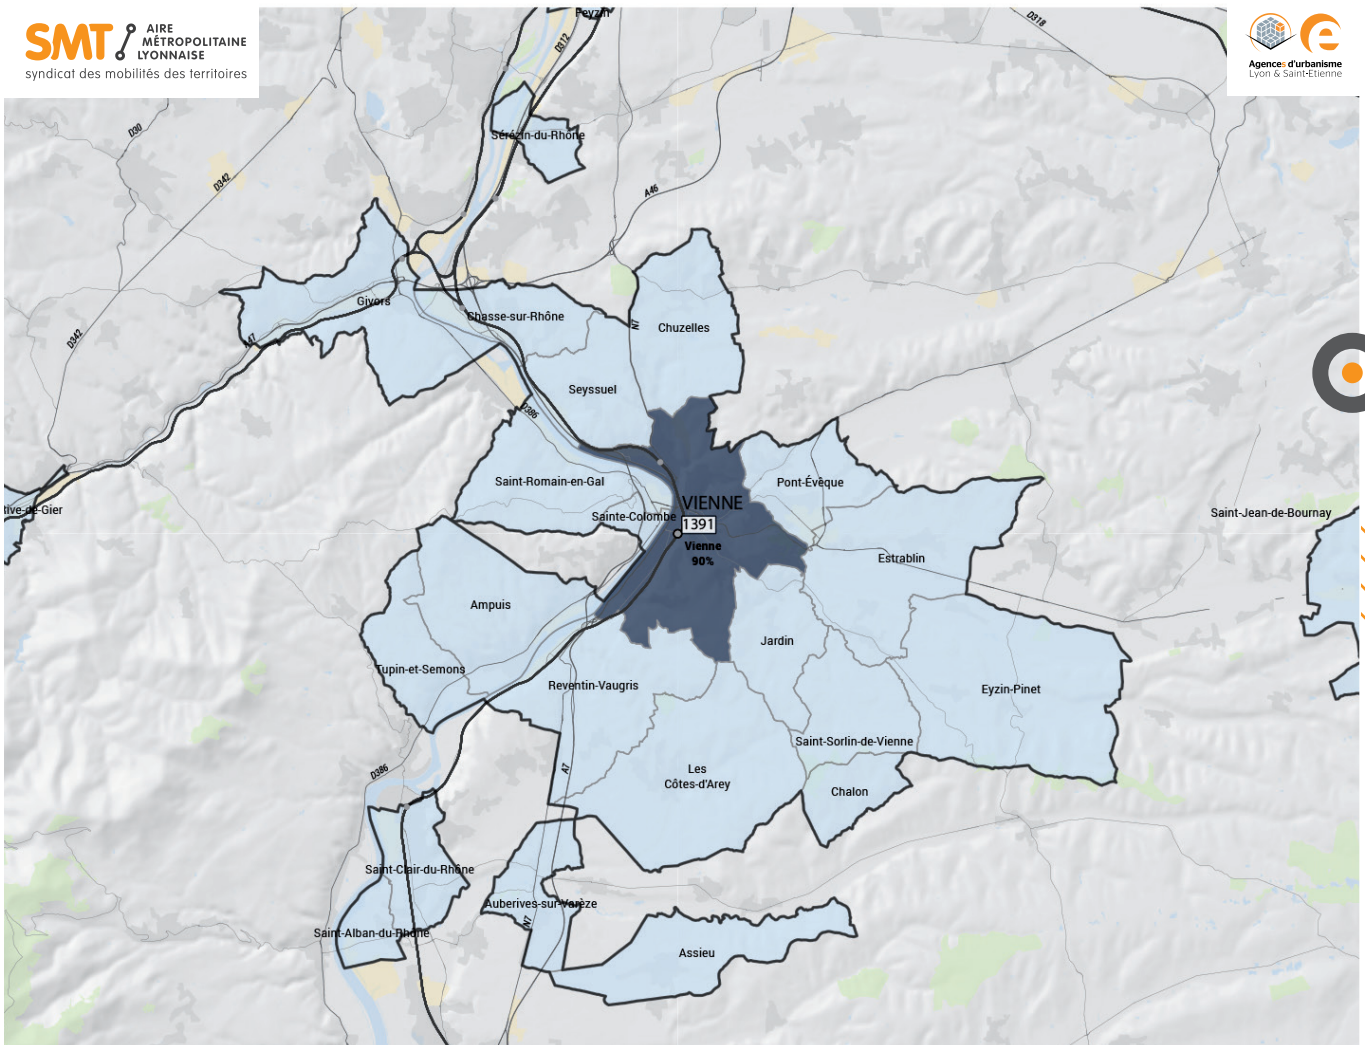 SMT AIRE
MÉTROPOLITAINE
LYONNAISE
syndicat des mobilités des territoires
Feyzin
D318
Agences d'urbanisme
Lyon & Saint-Etienne
D312
D30
Sérézin-du-Rhône
D342
A46
Givors
Chasse-sur-Rhône
N7
Chuzelles
D342
A47
Seyssuel
D386
Saint-Romain-en-Gal
Pont-Évêque
VIENNE
ive-de-Gier
Sainte-Colombe
1391
Saint-Jean-de-Bournay
Vienne
90%
Estrablin
Ampuis
Jardin
Tupin-et-Semons
Reventin-Vaugris
Eyzin-Pinet
Saint-Sorlin-de-Vienne
D386
A7
Les
Côtes-d'Arey
Chalon
Saint-Clair-du-Rhône
Auberives-sur-Varèze
N7
Saint-Alban-du-Rhône
Assieu